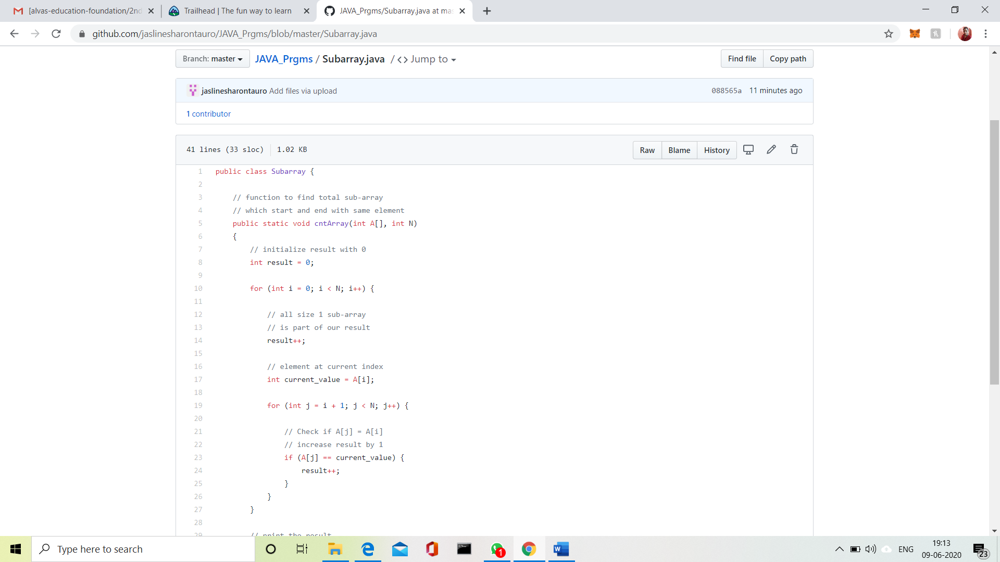 [alvas-education-foundation/2nd
Trailhead | The fun way to learn
JAVA_Prgms/Subarray.java at mas
github.com/jaslinesharontauro/JAVA_Prgms/blob/master/Subarray.java
Branch: master
JAVA_Prgms / Subarray.java / <> Jump to
Find file
Copy path
jaslinesharontauro Add files via upload
088565a 11 minutes ago
1 contributor
41 lines (33 sloc)
1.02 KB
Raw
Blame
History
1 public class Subarray {
2
3 // function to find total sub-array
4 // which start and end with same element
5 public static void cntArray(int A[], int N)
6 {
7 // initialize result with 0
8 int result = 0;
9
10 for (int i = 0; i < N; i++) {
11
12 // all size 1 sub-array
13 // is part of our result
14 result++;
15
16 // element at current index
17 int current_value = A[i];
18
19 for (int j = i + 1; j < N; j++) {
20
21 // Check if A[j] = A[i]
22 // increase result by 1
23 if (A[j] == current_value) {
24 result++;
25 }
26 }
27 }
28
29 // print the result
Type here to search
1
ENG
19:13
09-06-2020
23